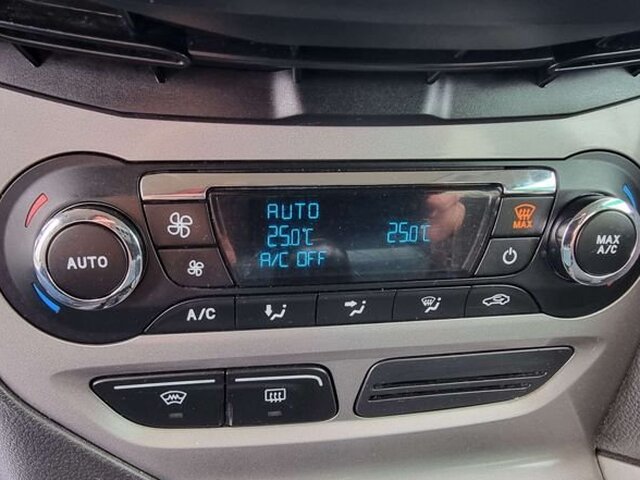 AUTO
25.0℃ 25.0℃
A/C OFF
MAX
AUTO
MAX
A/C
A/C